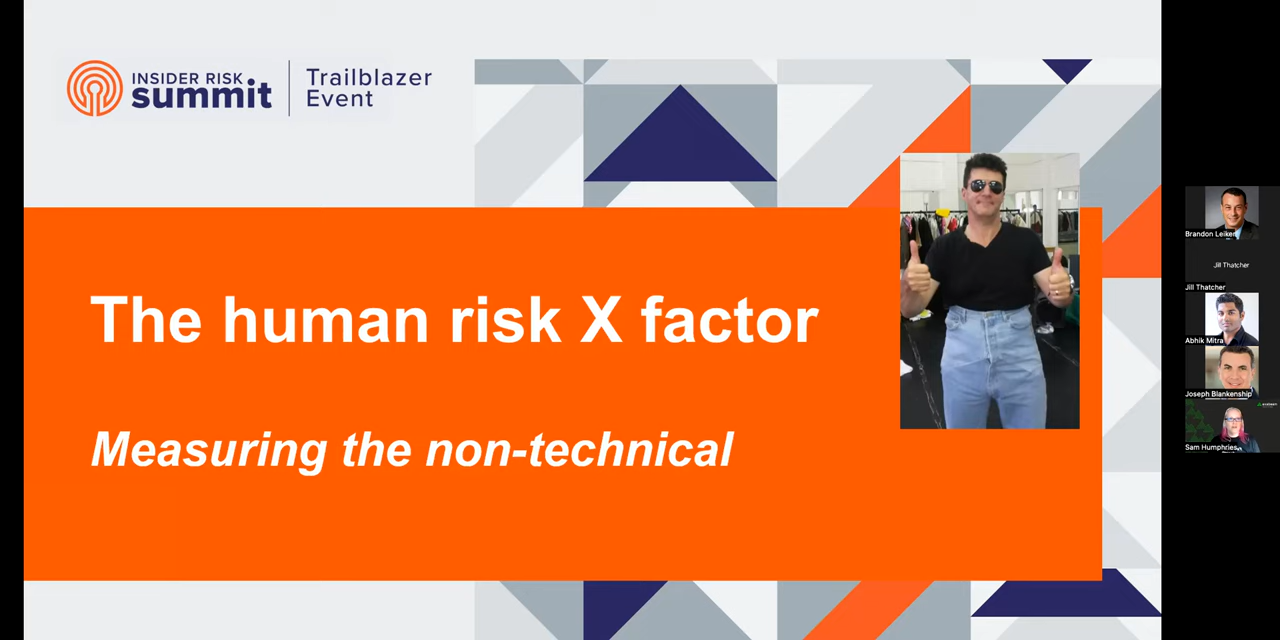 INSIDER RISK
summit
Trailblazer
Event
The human risk X factor
Measuring the non-technical
Brandon Leiker
Jill Thatcher
Jill Thatcher
Abhik Mitra
Joseph Blankenship
Sam Humphries